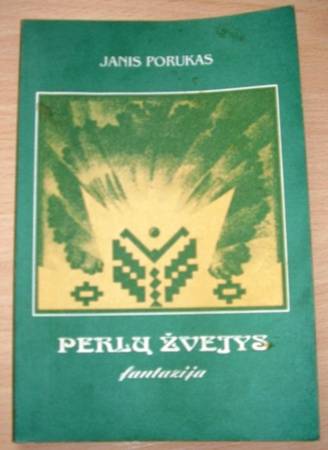 JANIS PORUKAS
PERLŲ ŽVEJYS
fantazija